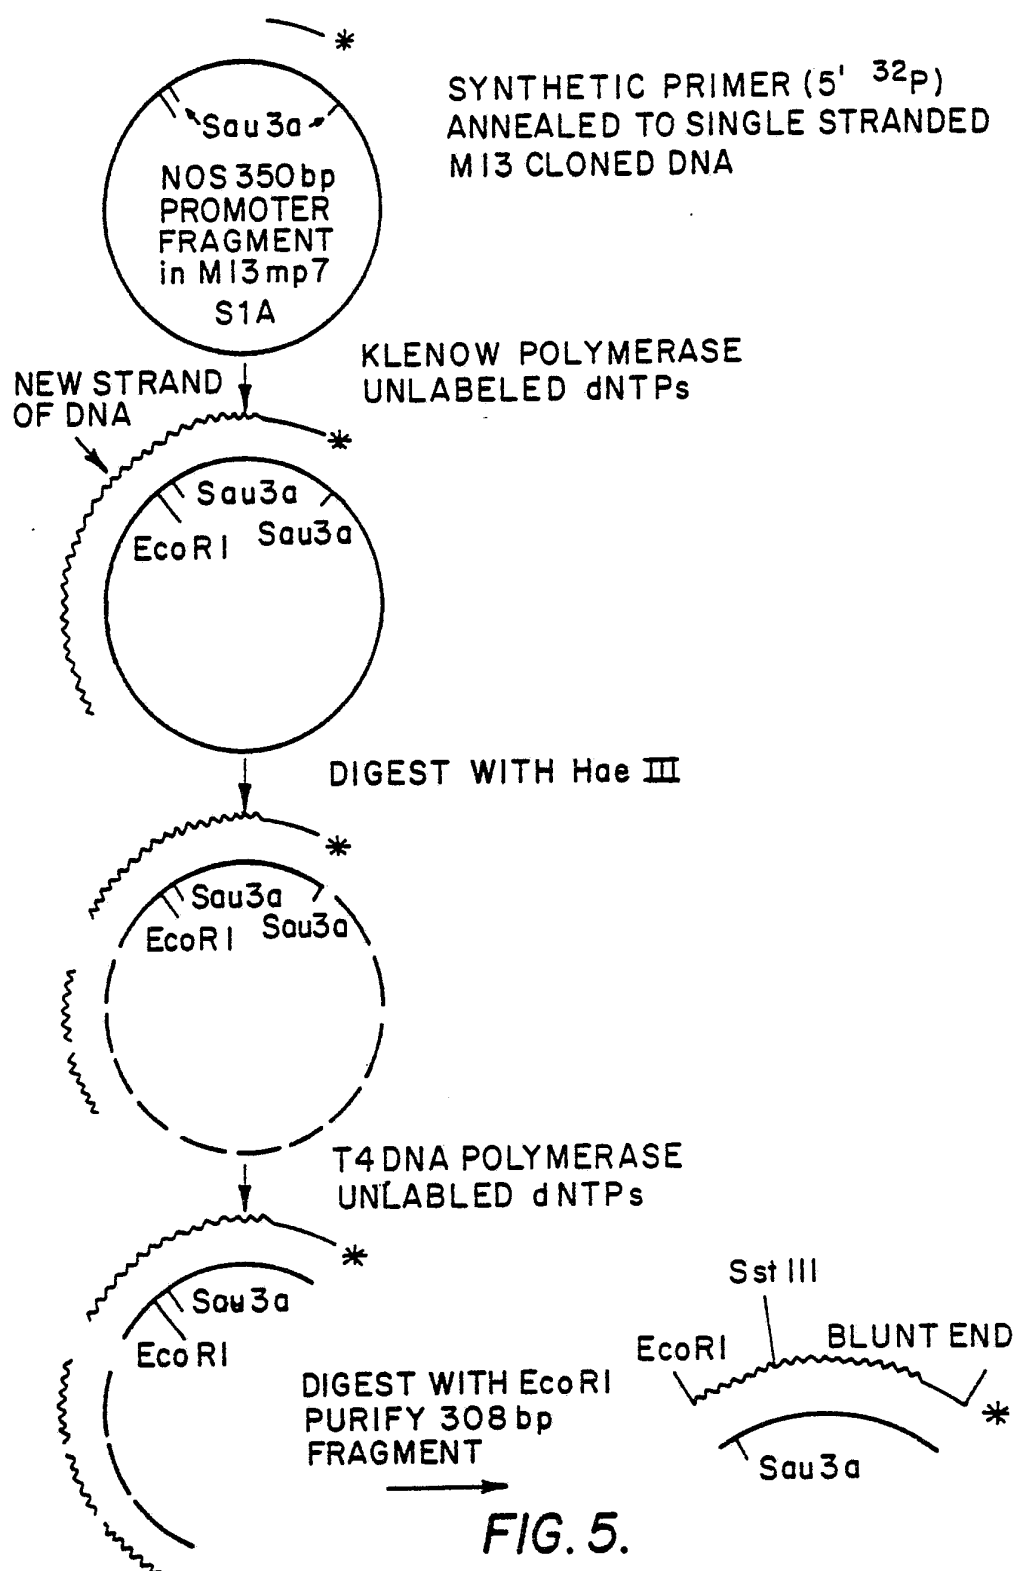 SYNTHETIC PRIMER (5' 32P)
ANNEALED TO SINGLE STRANDED
M13 CLONED DNA
*
Sau3a
NOS 350bp
PROMOTER
FRAGMENT
in M13mp7
S1A
KLENOW POLYMERASE
UNLABELED dNTPs
NEW STRAND
OF DNA
*
Sau3a
EcoRI Sau3a
DIGEST WITH Hae III
*
Sau3a
EcoRI Sau3a
T4 DNA POLYMERASE
UNLABLED dNTPs
*
Sau3a
EcoRI
DIGEST WITH EcoRI
PURIFY 308bp
FRAGMENT
Sst III
EcoRI BLUNT END
*
Sau3a
FIG. 5.